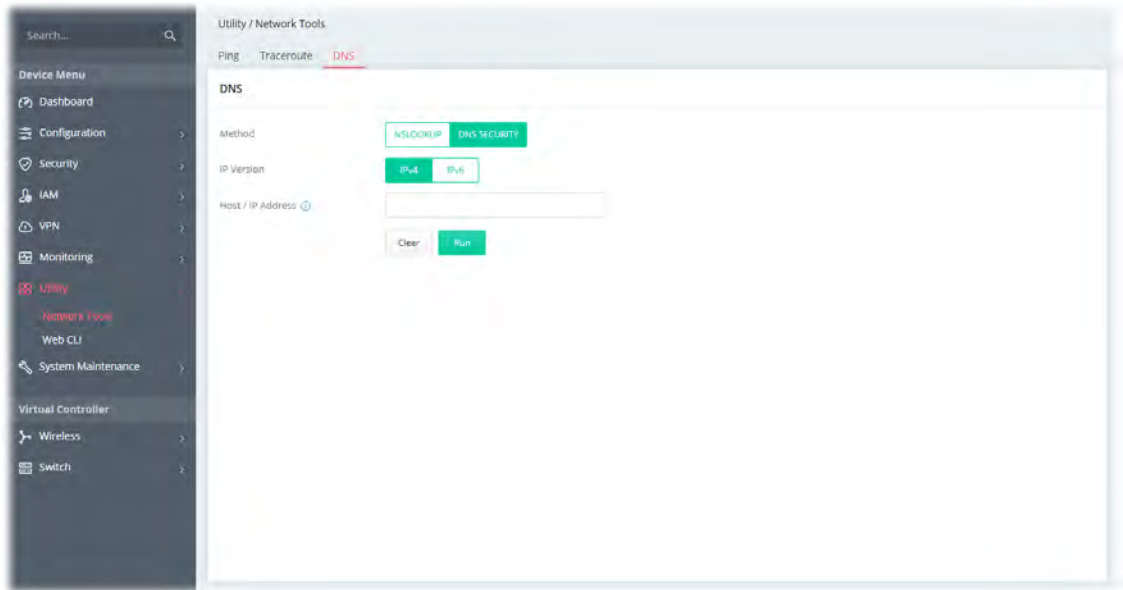 Search...
Device Menu
Dashboard
Configuration
Security
IAM
VPN
Monitoring
Utility
Network Tools
Web CLI
System Maintenance
Virtual Controller
Wireless
Switch
Utility / Network Tools
Ping Traceroute DNS
DNS
Method NSLOOKUP DNS SECURITY
IP Version IPv4 IPv6
Host / IP Address
Clear Run